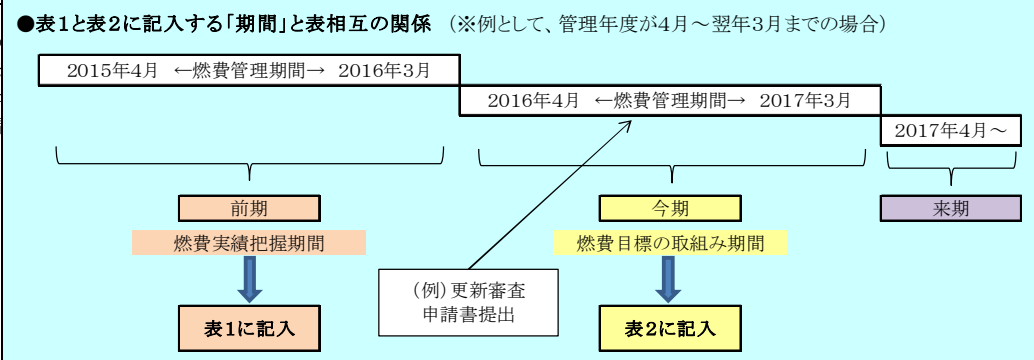 ●表1と表2に記入する「期間」と表相互の関係 (※例として、管理年度が4月～翌年3月までの場合)
2015年4月 ←燃費管理期間→ 2016年3月
2016年4月 ←燃費管理期間→ 2017年3月
2017年4月～
前期
今期
来期
燃費実績把握期間
燃費目標の取組み期間
(例)更新審査
申請書提出
表1に記入
表2に記入